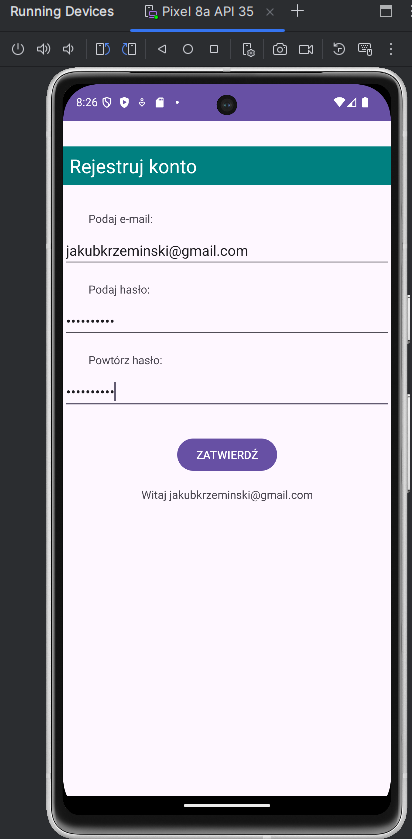 Running Devices Pixel 8a API 35
8:26
Rejestruj konto
Podaj e-mail:
jakubkrzeminski@gmail.com
Podaj hasło:
••••••••••
Powtórz hasło:
••••••••••
ZATWIERDŹ
Witaj jakubkrzeminski@gmail.com